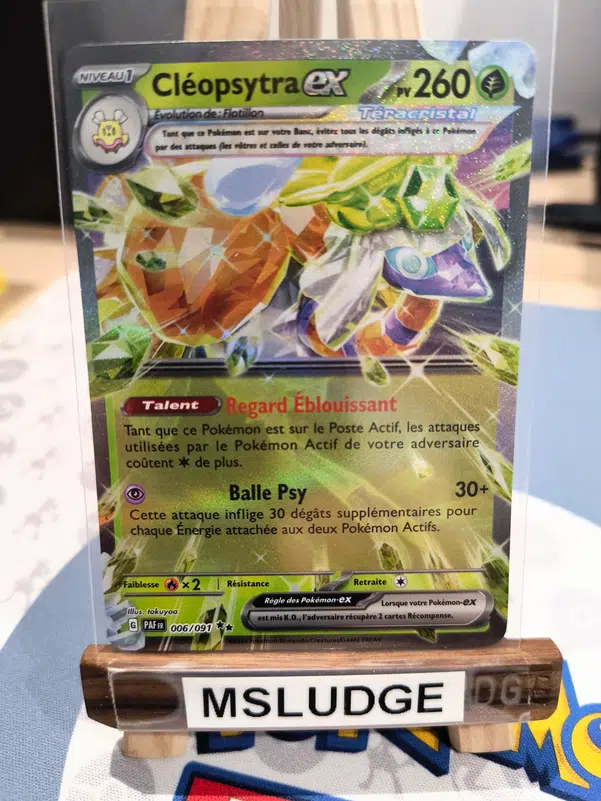 NIVEAU 1
Cléopsytra ex PV 260
Évolution de : Flotillon
Téracristal
Tant que ce Pokémon est sur votre Banc, évitez tous les dégâts infligés à ce Pokémon
par des attaques (les vôtres et celles de votre adversaire).
Talent Regard Éblouissant
Tant que ce Pokémon est sur le Poste Actif, les attaques
utilisées par le Pokémon Actif de votre adversaire
coûtent de plus.
Balle Psy 30+
Cette attaque inflige 30 dégâts supplémentaires pour
chaque Énergie attachée aux deux Pokémon Actifs.
Faiblesse ×2 Résistance Retraite
Illus. takuyoa
Règle des Pokémon-ex Lorsque votre Pokémon-ex
est mis K.O., l'adversaire récupère 2 cartes Récompense.
G PAF FR 006/091
MSLUDGE